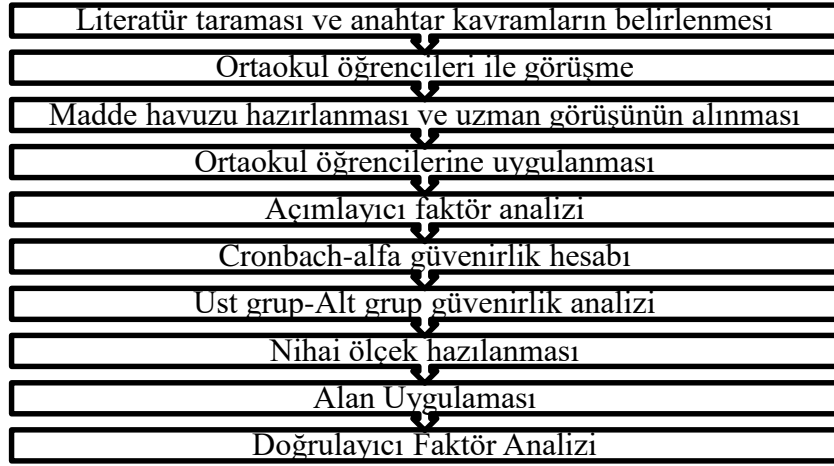 Literatür taraması ve anahtar kavramların belirlenmesi
Ortaokul öğrencileri ile görüşme
Madde havuzu hazırlanması ve uzman görüşünün alınması
Ortaokul öğrencilerine uygulanması
Açımlayıcı faktör analizi
Cronbach-alfa güvenirlik hesabı
Üst grup-Alt grup güvenirlik analizi
Nihai ölçek hazılanması
Alan Uygulaması
Doğrulayıcı Faktör Analizi